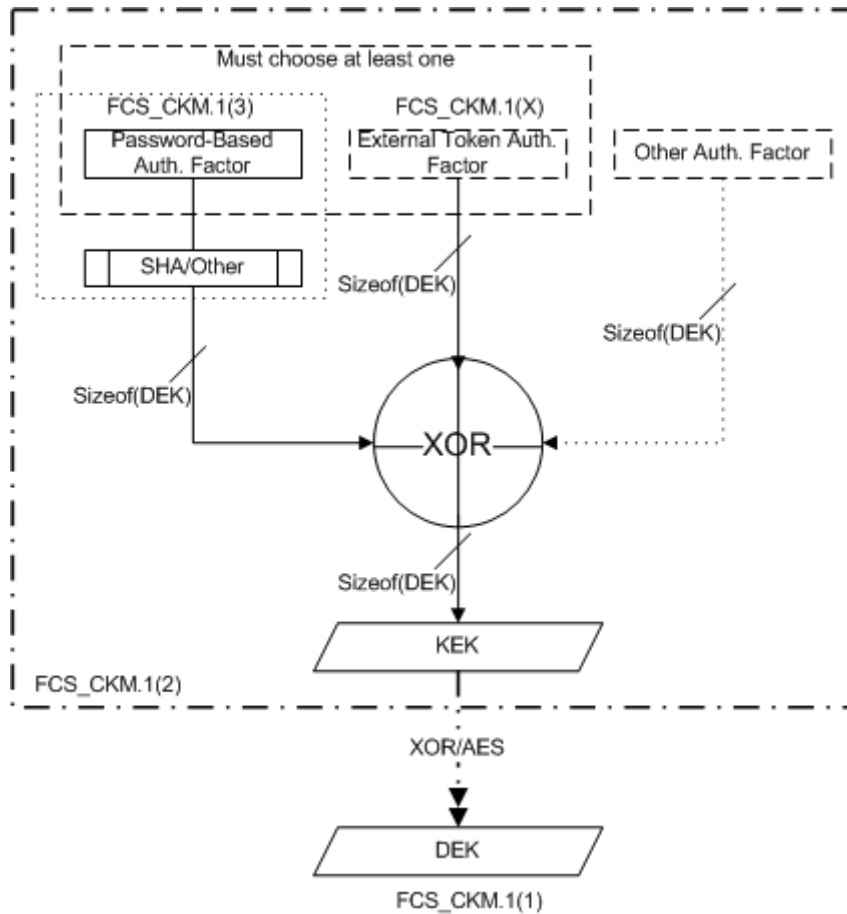 Must choose at least one
FCS_CKM.1(3)
FCS_CKM.1(X)
Password-Based
Auth. Factor
External Token Auth.
Factor
Other Auth. Factor
SHA/Other
Sizeof(DEK)
Sizeof(DEK)
Sizeof(DEK)
XOR
Sizeof(DEK)
KEK
FCS_CKM.1(2)
XOR/AES
DEK
FCS_CKM.1(1)